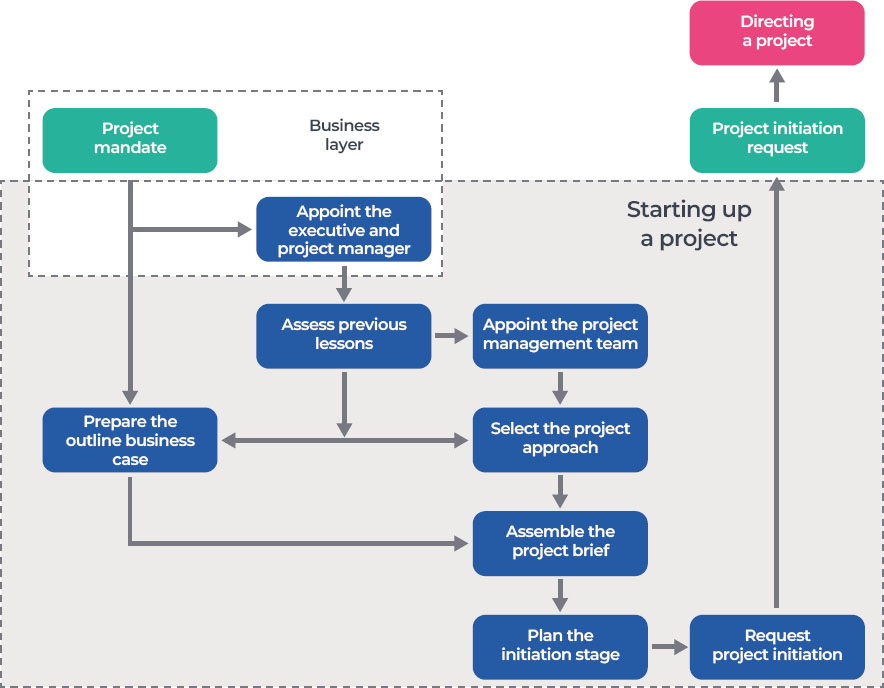 Directing
a project
Project
mandate
Business
layer
Project initiation
request
Appoint the
executive and
project manager
Starting up
a project
Assess previous
lessons
Appoint the project
management team
Prepare the
outline business
case
Select the project
approach
Assemble the
project brief
Plan the
initiation stage
Request
project initiation